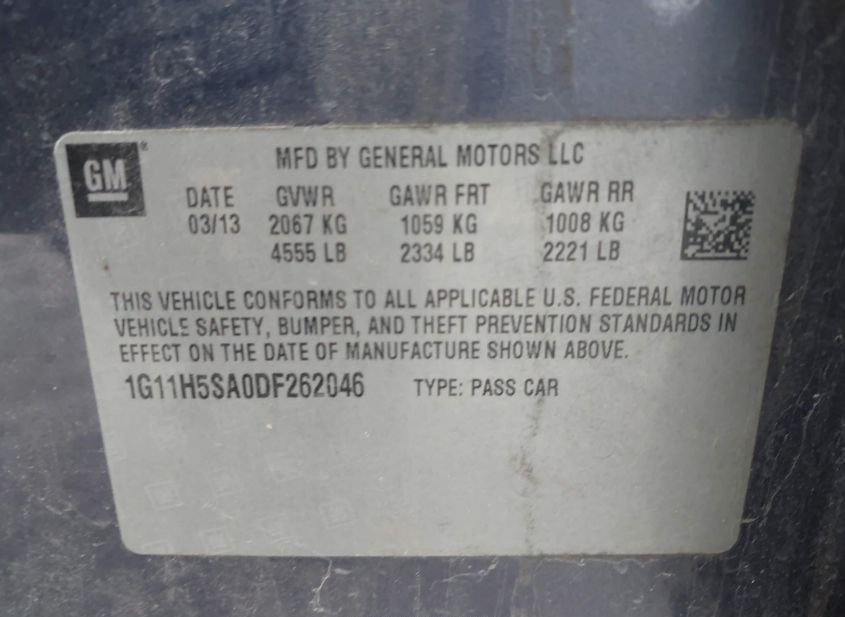 GM®
MFD BY GENERAL MOTORS LLC
DATE GVWR GAWR FRT GAWR RR
03/13 2067 KG 1059 KG 1008 KG
4555 LB 2334 LB 2221 LB
THIS VEHICLE CONFORMS TO ALL APPLICABLE U.S. FEDERAL MOTOR
VEHICLE SAFETY, BUMPER, AND THEFT PREVENTION STANDARDS IN
EFFECT ON THE DATE OF MANUFACTURE SHOWN ABOVE.
1G11H5SA0DF262046 TYPE: PASS CAR